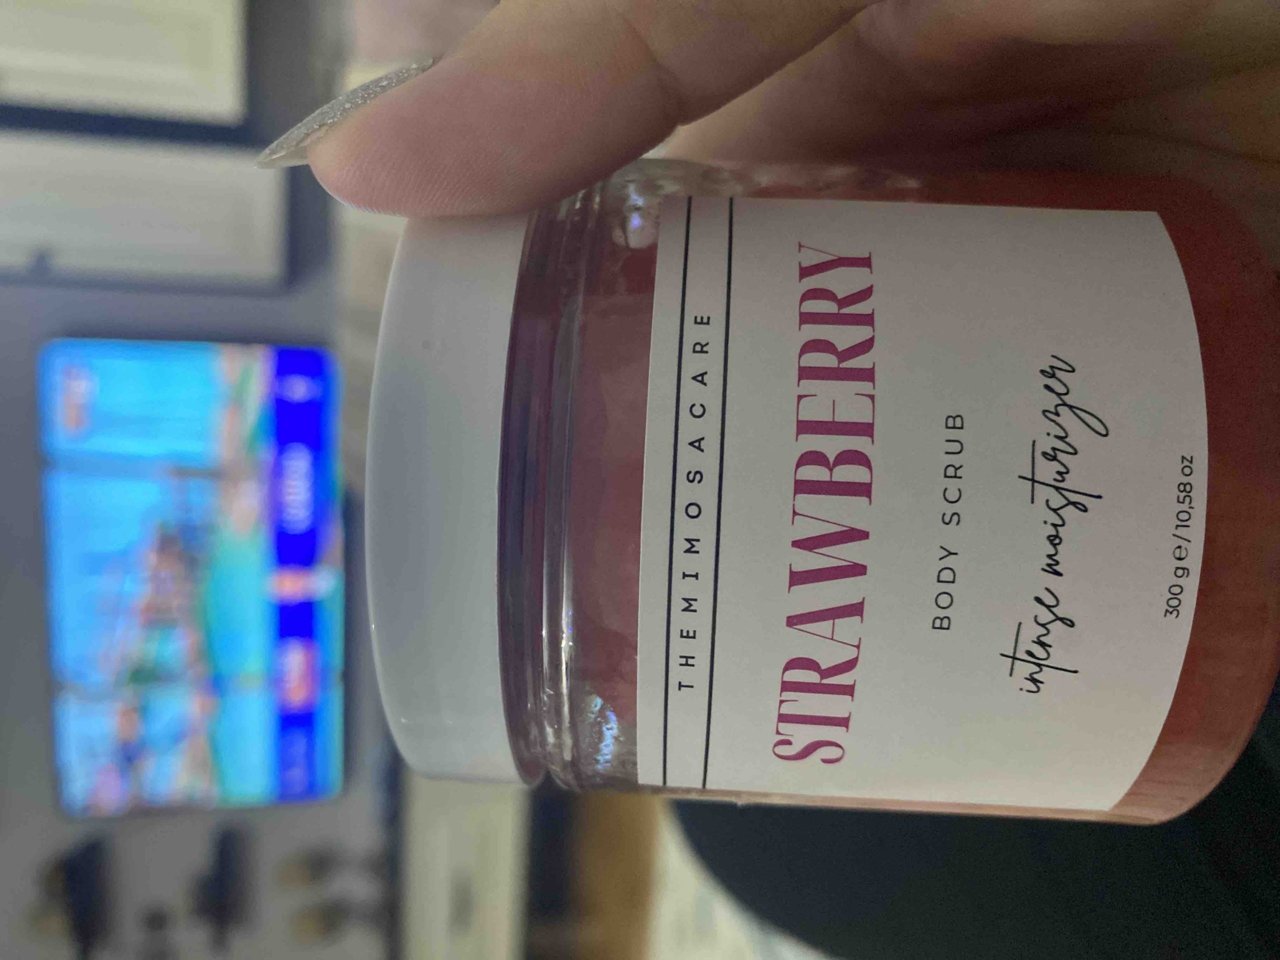 THEMIMOSACARE
STRAWBERRY
BODY SCRUB
intense moisturizer
300 g e/10,58 oz